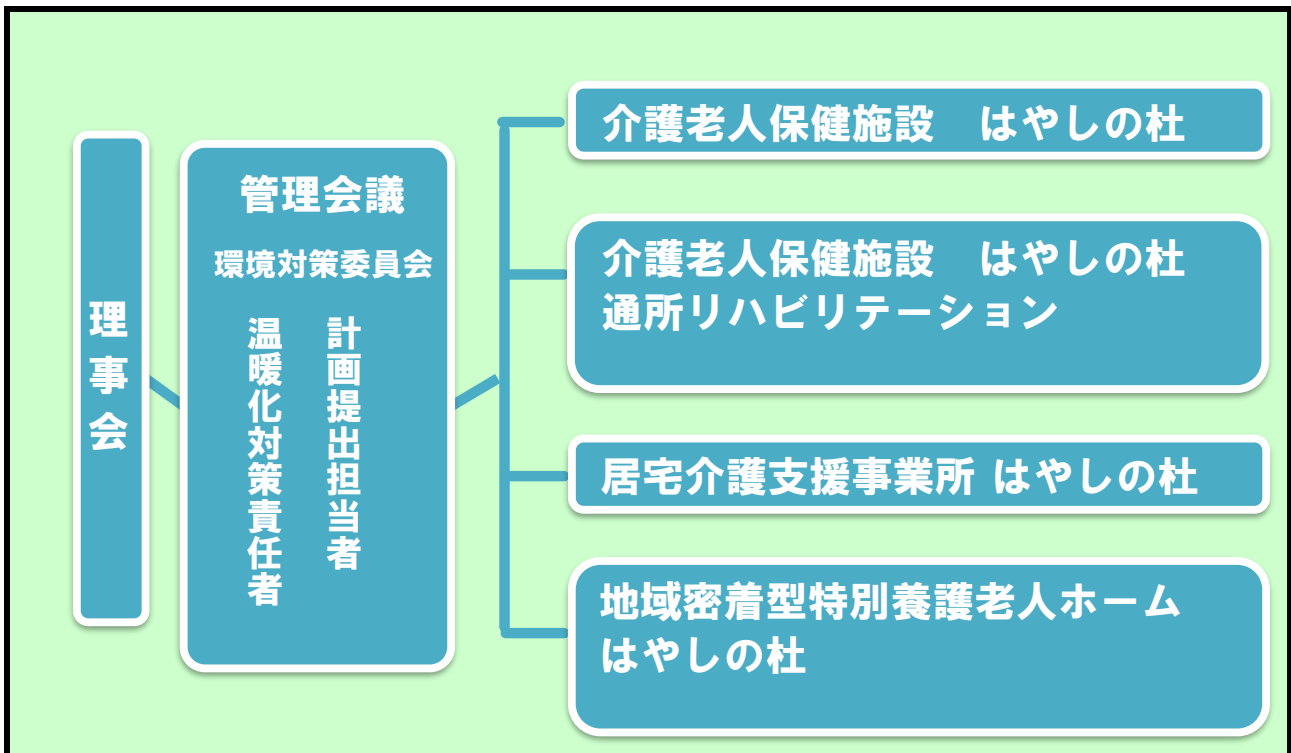 理事会
管理会議
環境対策委員会
計画提出担当者
温暖化対策責任者
介護老人保健施設　はやしの杜
介護老人保健施設　はやしの杜
通所リハビリテーション
居宅介護支援事業所 はやしの杜
地域密着型特別養護老人ホーム
はやしの杜